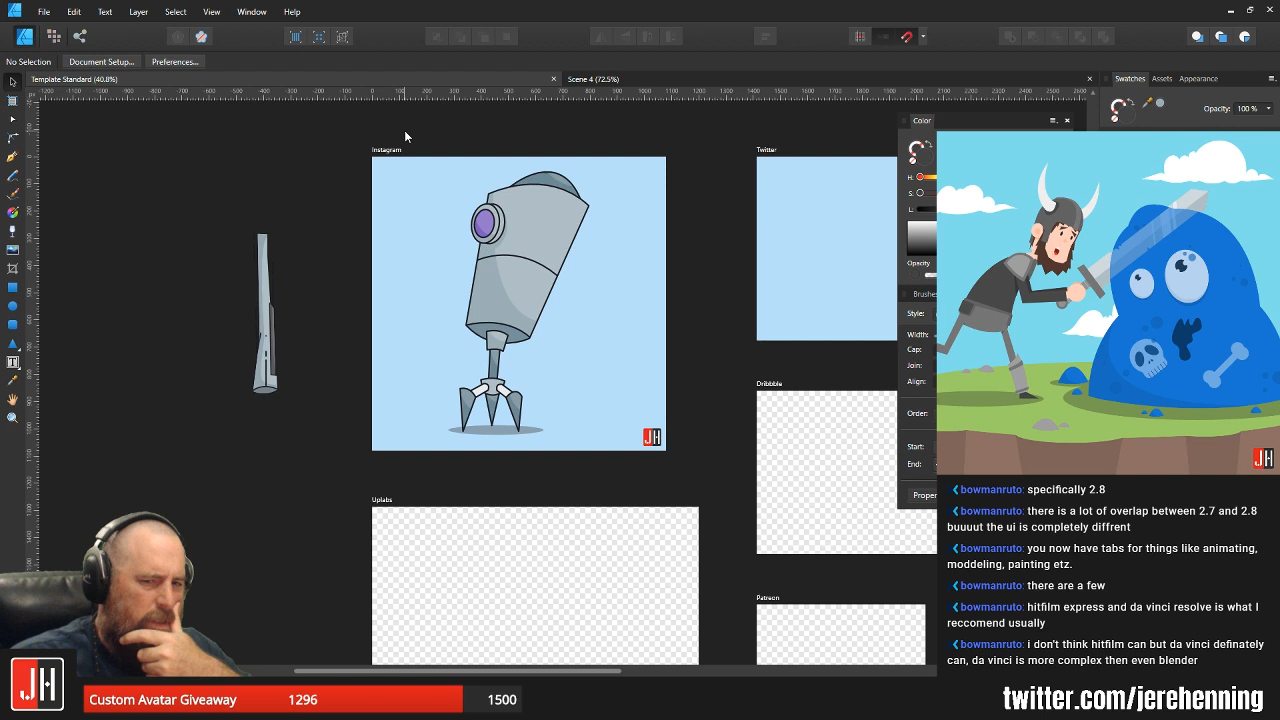 File Edit Text Layer Select View Window Help
No Selection Document Setup... Preferences...
Template Standard (40.8%) × Scene 4 (72.5%) ×
Swatches Assets Appearance
Opacity: 100 %
Color
H:
S:
L:
Opacity
Brushes
Style:
Width:
Cap:
Join:
Align:
Order:
Start:
End:
Proper
Instagram
Twitter
Dribbble
Uplabs
Patreon
JH
JH
bowmanruto: specifically 2.8
bowmanruto: there is a lot of overlap between 2.7 and 2.8
buuuut the ui is completely diffrent
bowmanruto: you now have tabs for things like animating,
moddeling, painting etz.
bowmanruto: there are a few
bowmanruto: hitfilm express and da vinci resolve is what I
reccomend usually
bowmanruto: i don't think hitfilm can but da vinci definately
can, da vinci is more complex then even blender
JH
Custom Avatar Giveaway 1296 1500
twitter.com/jerehenning